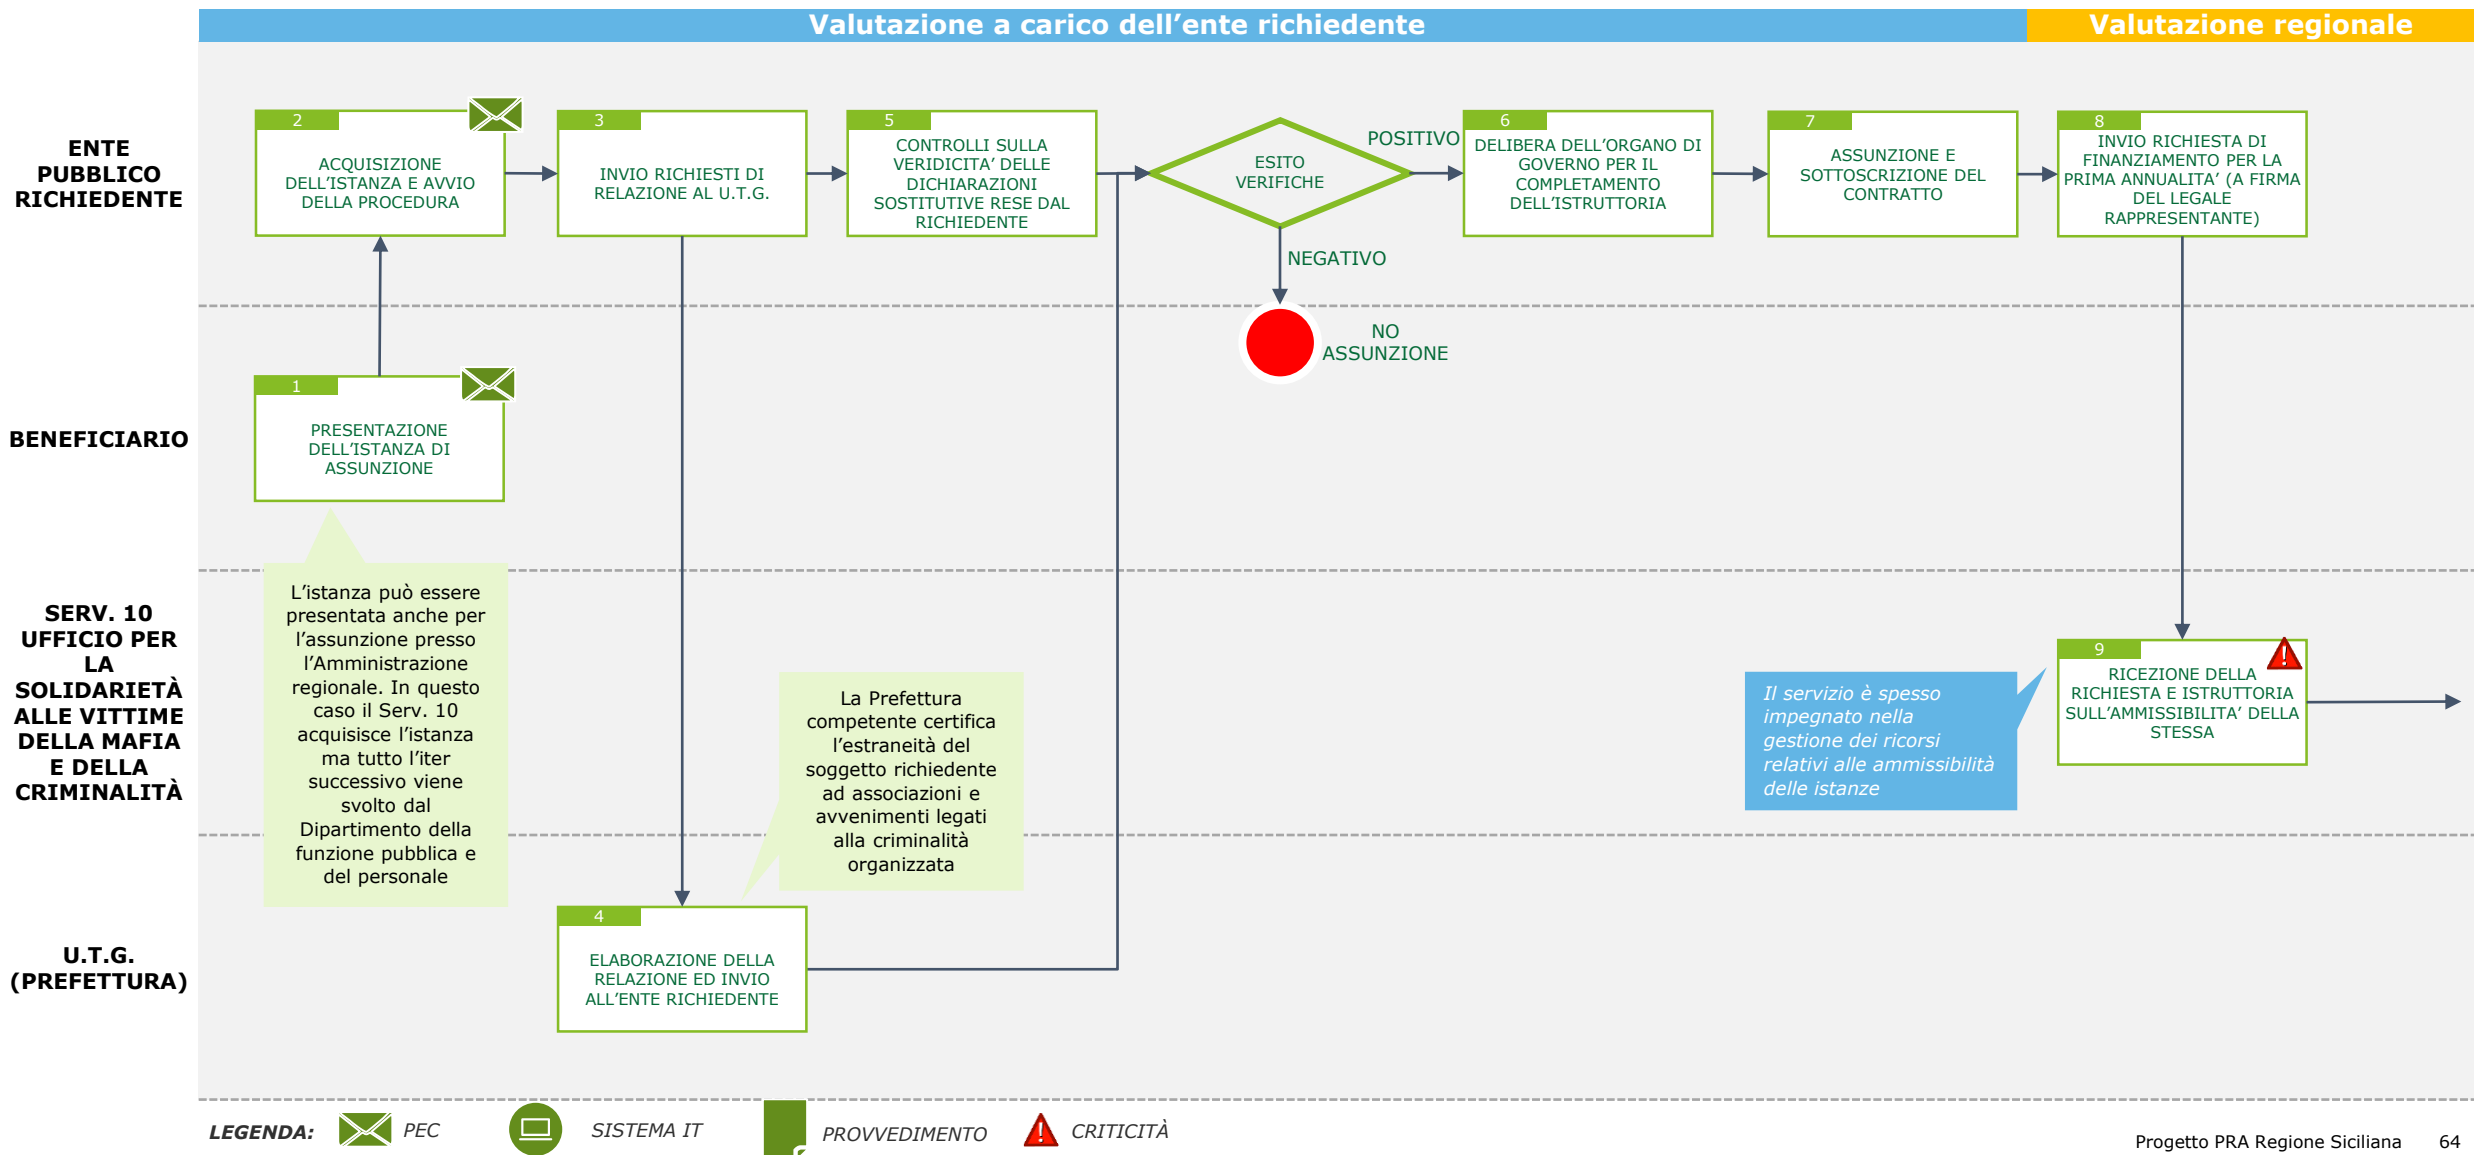 Valutazione a carico dell’ente richiedente
Valutazione regionale
ENTE
PUBBLICO
RICHIEDENTE
2
ACQUISIZIONE
DELL’ISTANZA E AVVIO
DELLA PROCEDURA
3
INVIO RICHIESTI DI
RELAZIONE AL U.T.G.
5
CONTROLLI SULLA
VERIDICITA’ DELLE
DICHIARAZIONI
SOSTITUTIVE RESE DAL
RICHIEDENTE
ESITO
VERIFICHE
POSITIVO
NEGATIVO
6
DELIBERA DELL’ORGANO DI
GOVERNO PER IL
COMPLETAMENTO
DELL’ISTRUTTORIA
7
ASSUNZIONE E
SOTTOSCRIZIONE DEL
CONTRATTO
8
INVIO RICHIESTA DI
FINANZIAMENTO PER LA
PRIMA ANNUALITA’ (A FIRMA
DEL LEGALE
RAPPRESENTANTE)
NO
ASSUNZIONE
BENEFICIARIO
1
PRESENTAZIONE
DELL’ISTANZA DI
ASSUNZIONE
L’istanza può essere
presentata anche per
l’assunzione presso
l’Amministrazione
regionale. In questo
caso il Serv. 10
acquisisce l’istanza
ma tutto l’iter
successivo viene
svolto dal
Dipartimento della
funzione pubblica e
del personale
SERV. 10
UFFICIO PER
LA
SOLIDARIETÀ
ALLE VITTIME
DELLA MAFIA
E DELLA
CRIMINALITÀ
La Prefettura
competente certifica
l’estraneità del
soggetto richiedente
ad associazioni e
avvenimenti legati
alla criminalità
organizzata
Il servizio è spesso
impegnato nella
gestione dei ricorsi
relativi alle ammissibilità
delle istanze
9
RICEZIONE DELLA
RICHIESTA E ISTRUTTORIA
SULL’AMMISSIBILITA’ DELLA
STESSA
U.T.G.
(PREFETTURA)
4
ELABORAZIONE DELLA
RELAZIONE ED INVIO
ALL’ENTE RICHIEDENTE
LEGENDA:
PEC
SISTEMA IT
PROVVEDIMENTO
CRITICITÀ
Progetto PRA Regione Siciliana 64